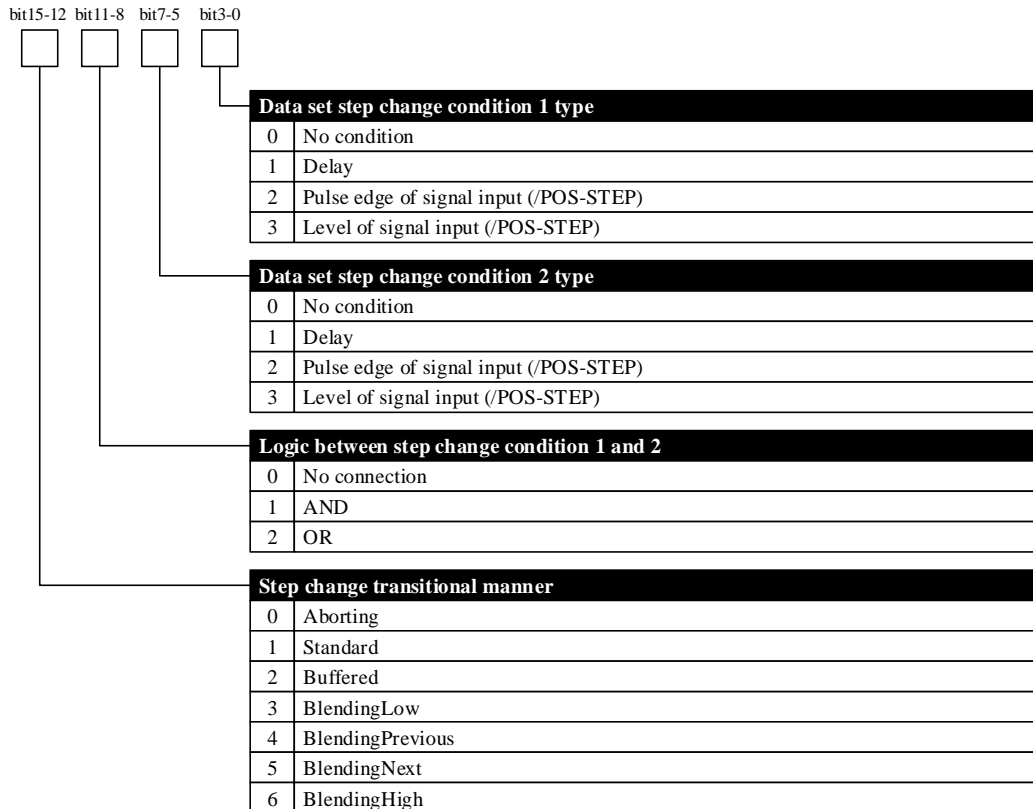 bit15-12 bit11-8 bit7-5 bit3-0
Data set step change condition 1 type
0 No condition
1 Delay
2 Pulse edge of signal input (/POS-STEP)
3 Level of signal input (/POS-STEP)
Data set step change condition 2 type
0 No condition
1 Delay
2 Pulse edge of signal input (/POS-STEP)
3 Level of signal input (/POS-STEP)
Logic between step change condition 1 and 2
0 No connection
1 AND
2 OR
Step change transitional manner
0 Aborting
1 Standard
2 Buffered
3 BlendingLow
4 BlendingPrevious
5 BlendingNext
6 BlendingHigh